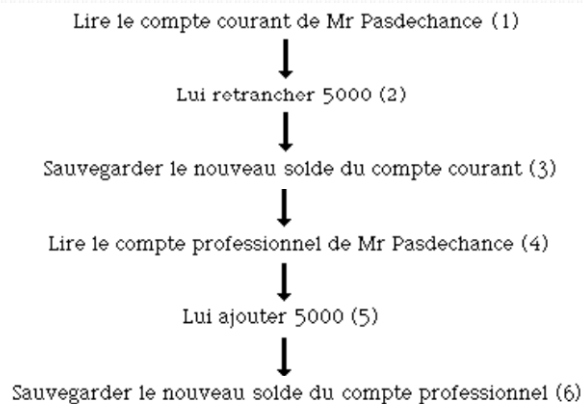 Lire le compte courant de Mr Pasdechance (1)
Lui retrancher 5000 (2)
Sauvegarder le nouveau solde du compte courant (3)
Lire le compte professionnel de Mr Pasdechance (4)
Lui ajouter 5000 (5)
Sauvegarder le nouveau solde du compte professionnel (6)